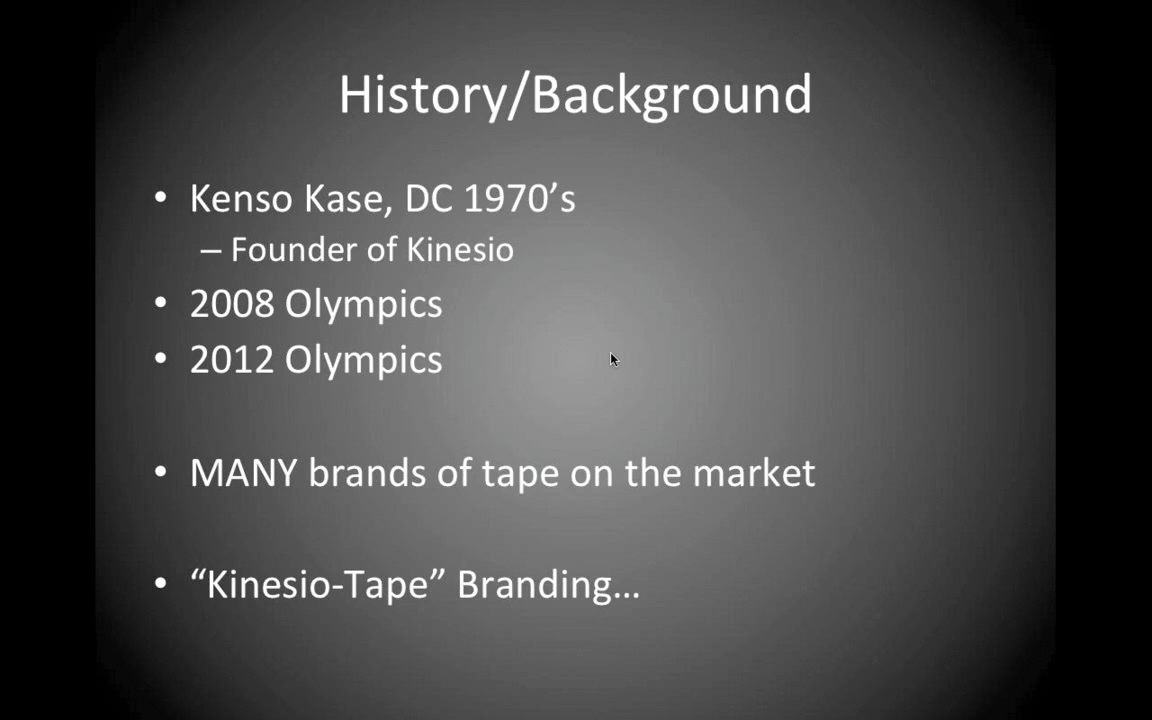 History/Background
• Kenso Kase, DC 1970’s
– Founder of Kinesio
• 2008 Olympics
• 2012 Olympics
• MANY brands of tape on the market
• “Kinesio-Tape” Branding…